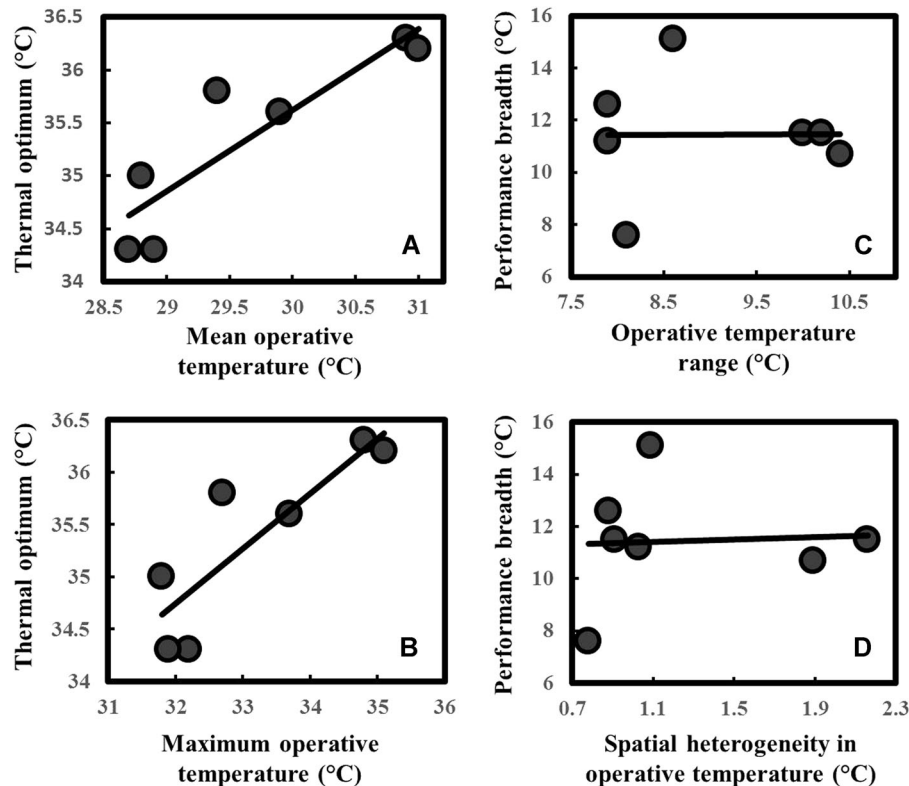 Thermal optimum (°C)
36.5
36
35.5
35
34.5
34
28.5
29
29.5
30
30.5
31
A
Mean operative
temperature (°C)
Performance breadth (°C)
16
14
12
10
8
6
7.5
8.5
9.5
10.5
C
Operative temperature
range (°C)
Thermal optimum (°C)
36.5
36
35.5
35
34.5
34
31
32
33
34
35
36
B
Maximum operative
temperature (°C)
Performance breadth (°C)
16
14
12
10
8
6
0.7
1.1
1.5
1.9
2.3
D
Spatial heterogeneity in
operative temperature (°C)